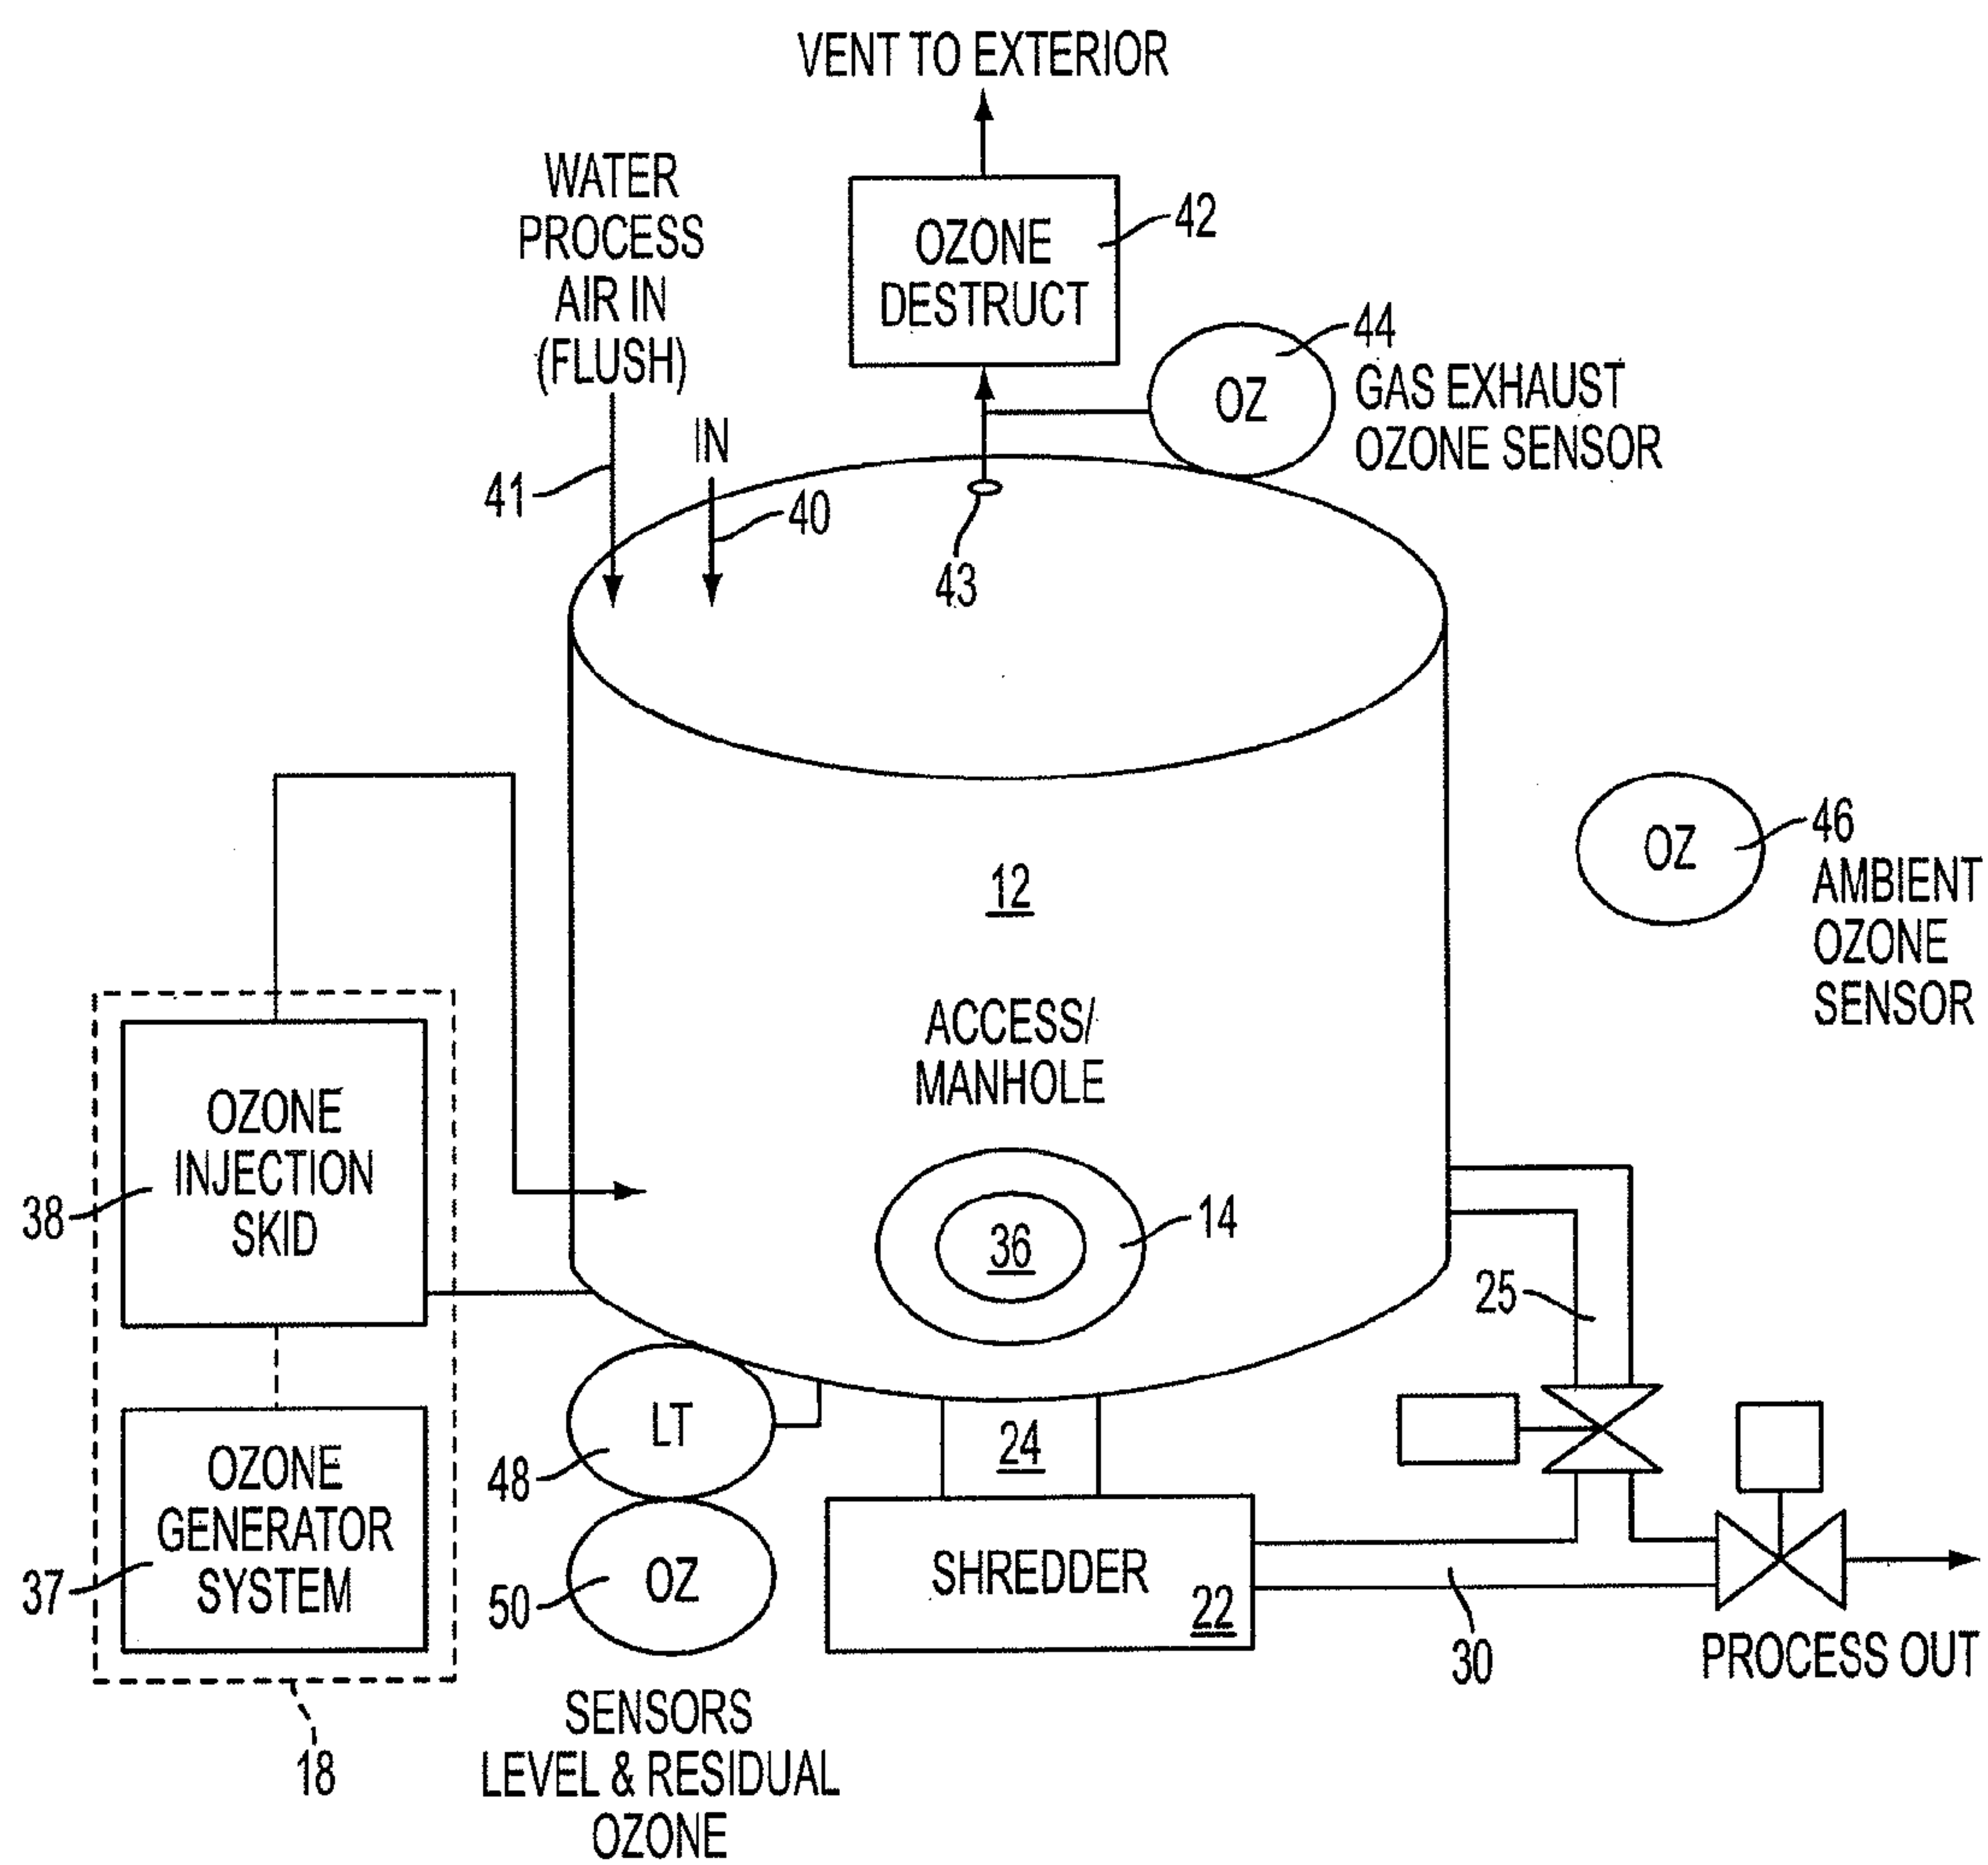 VENT TO EXTERIOR
WATER
PROCESS
AIR IN
(FLUSH)
41
IN
40
OZONE
DESTRUCT
42
43
OZ
44
GAS EXHAUST
OZONE SENSOR
12
ACCESS/
MANHOLE
36
14
OZ
46
AMBIENT
OZONE
SENSOR
OZONE
INJECTION
SKID
38
OZONE
GENERATOR
SYSTEM
37
18
LT
48
OZ
50
SENSORS
LEVEL & RESIDUAL
OZONE
24
SHREDDER
22
25
30
PROCESS OUT